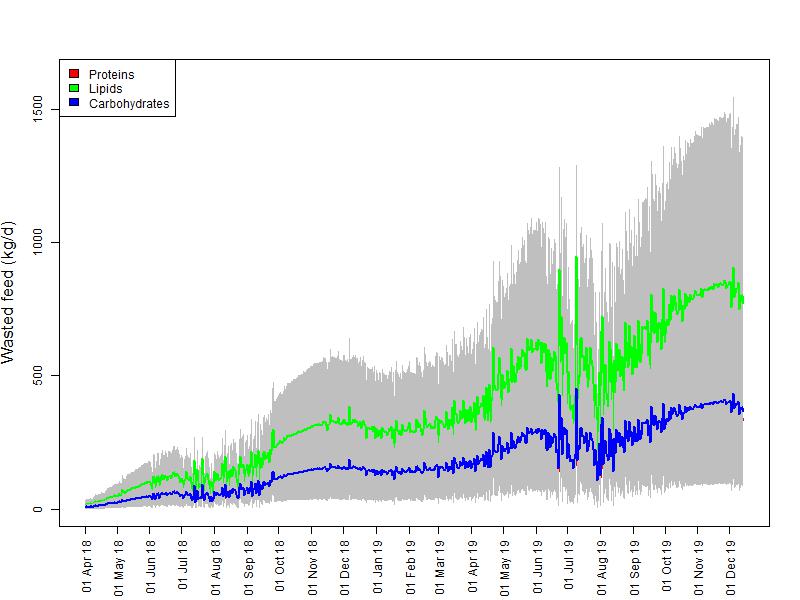 Proteins
Lipids
Carbohydrates
Wasted feed (kg/d)
1500
1000
500
0
01 Apr 18
01 May 18
01 Jun 18
01 Jul 18
01 Aug 18
01 Sep 18
01 Oct 18
01 Nov 18
01 Dec 18
01 Jan 19
01 Feb 19
01 Mar 19
01 Apr 19
01 May 19
01 Jun 19
01 Jul 19
01 Aug 19
01 Sep 19
01 Oct 19
01 Nov 19
01 Dec 19